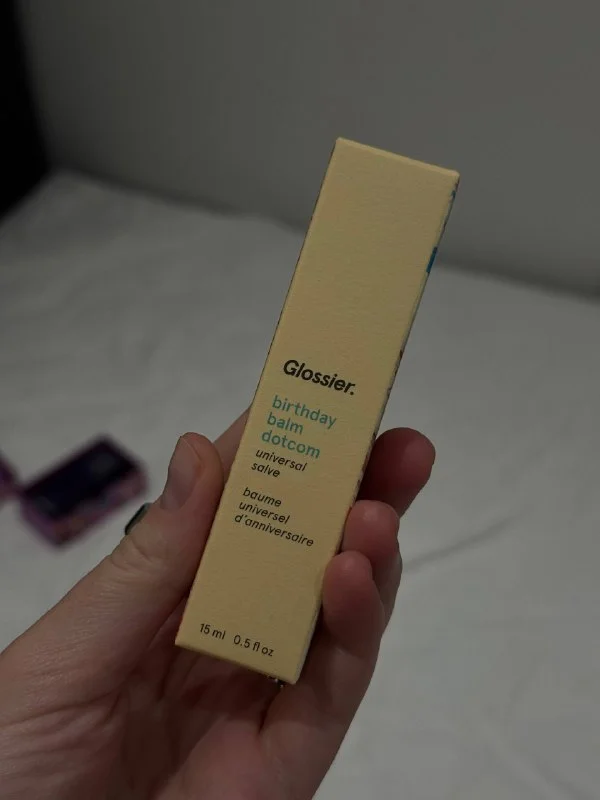 Glossier.
birthday
balm
dotcom
universal
salve
baume
universel
d'anniversaire
15 ml 0.5 fl oz